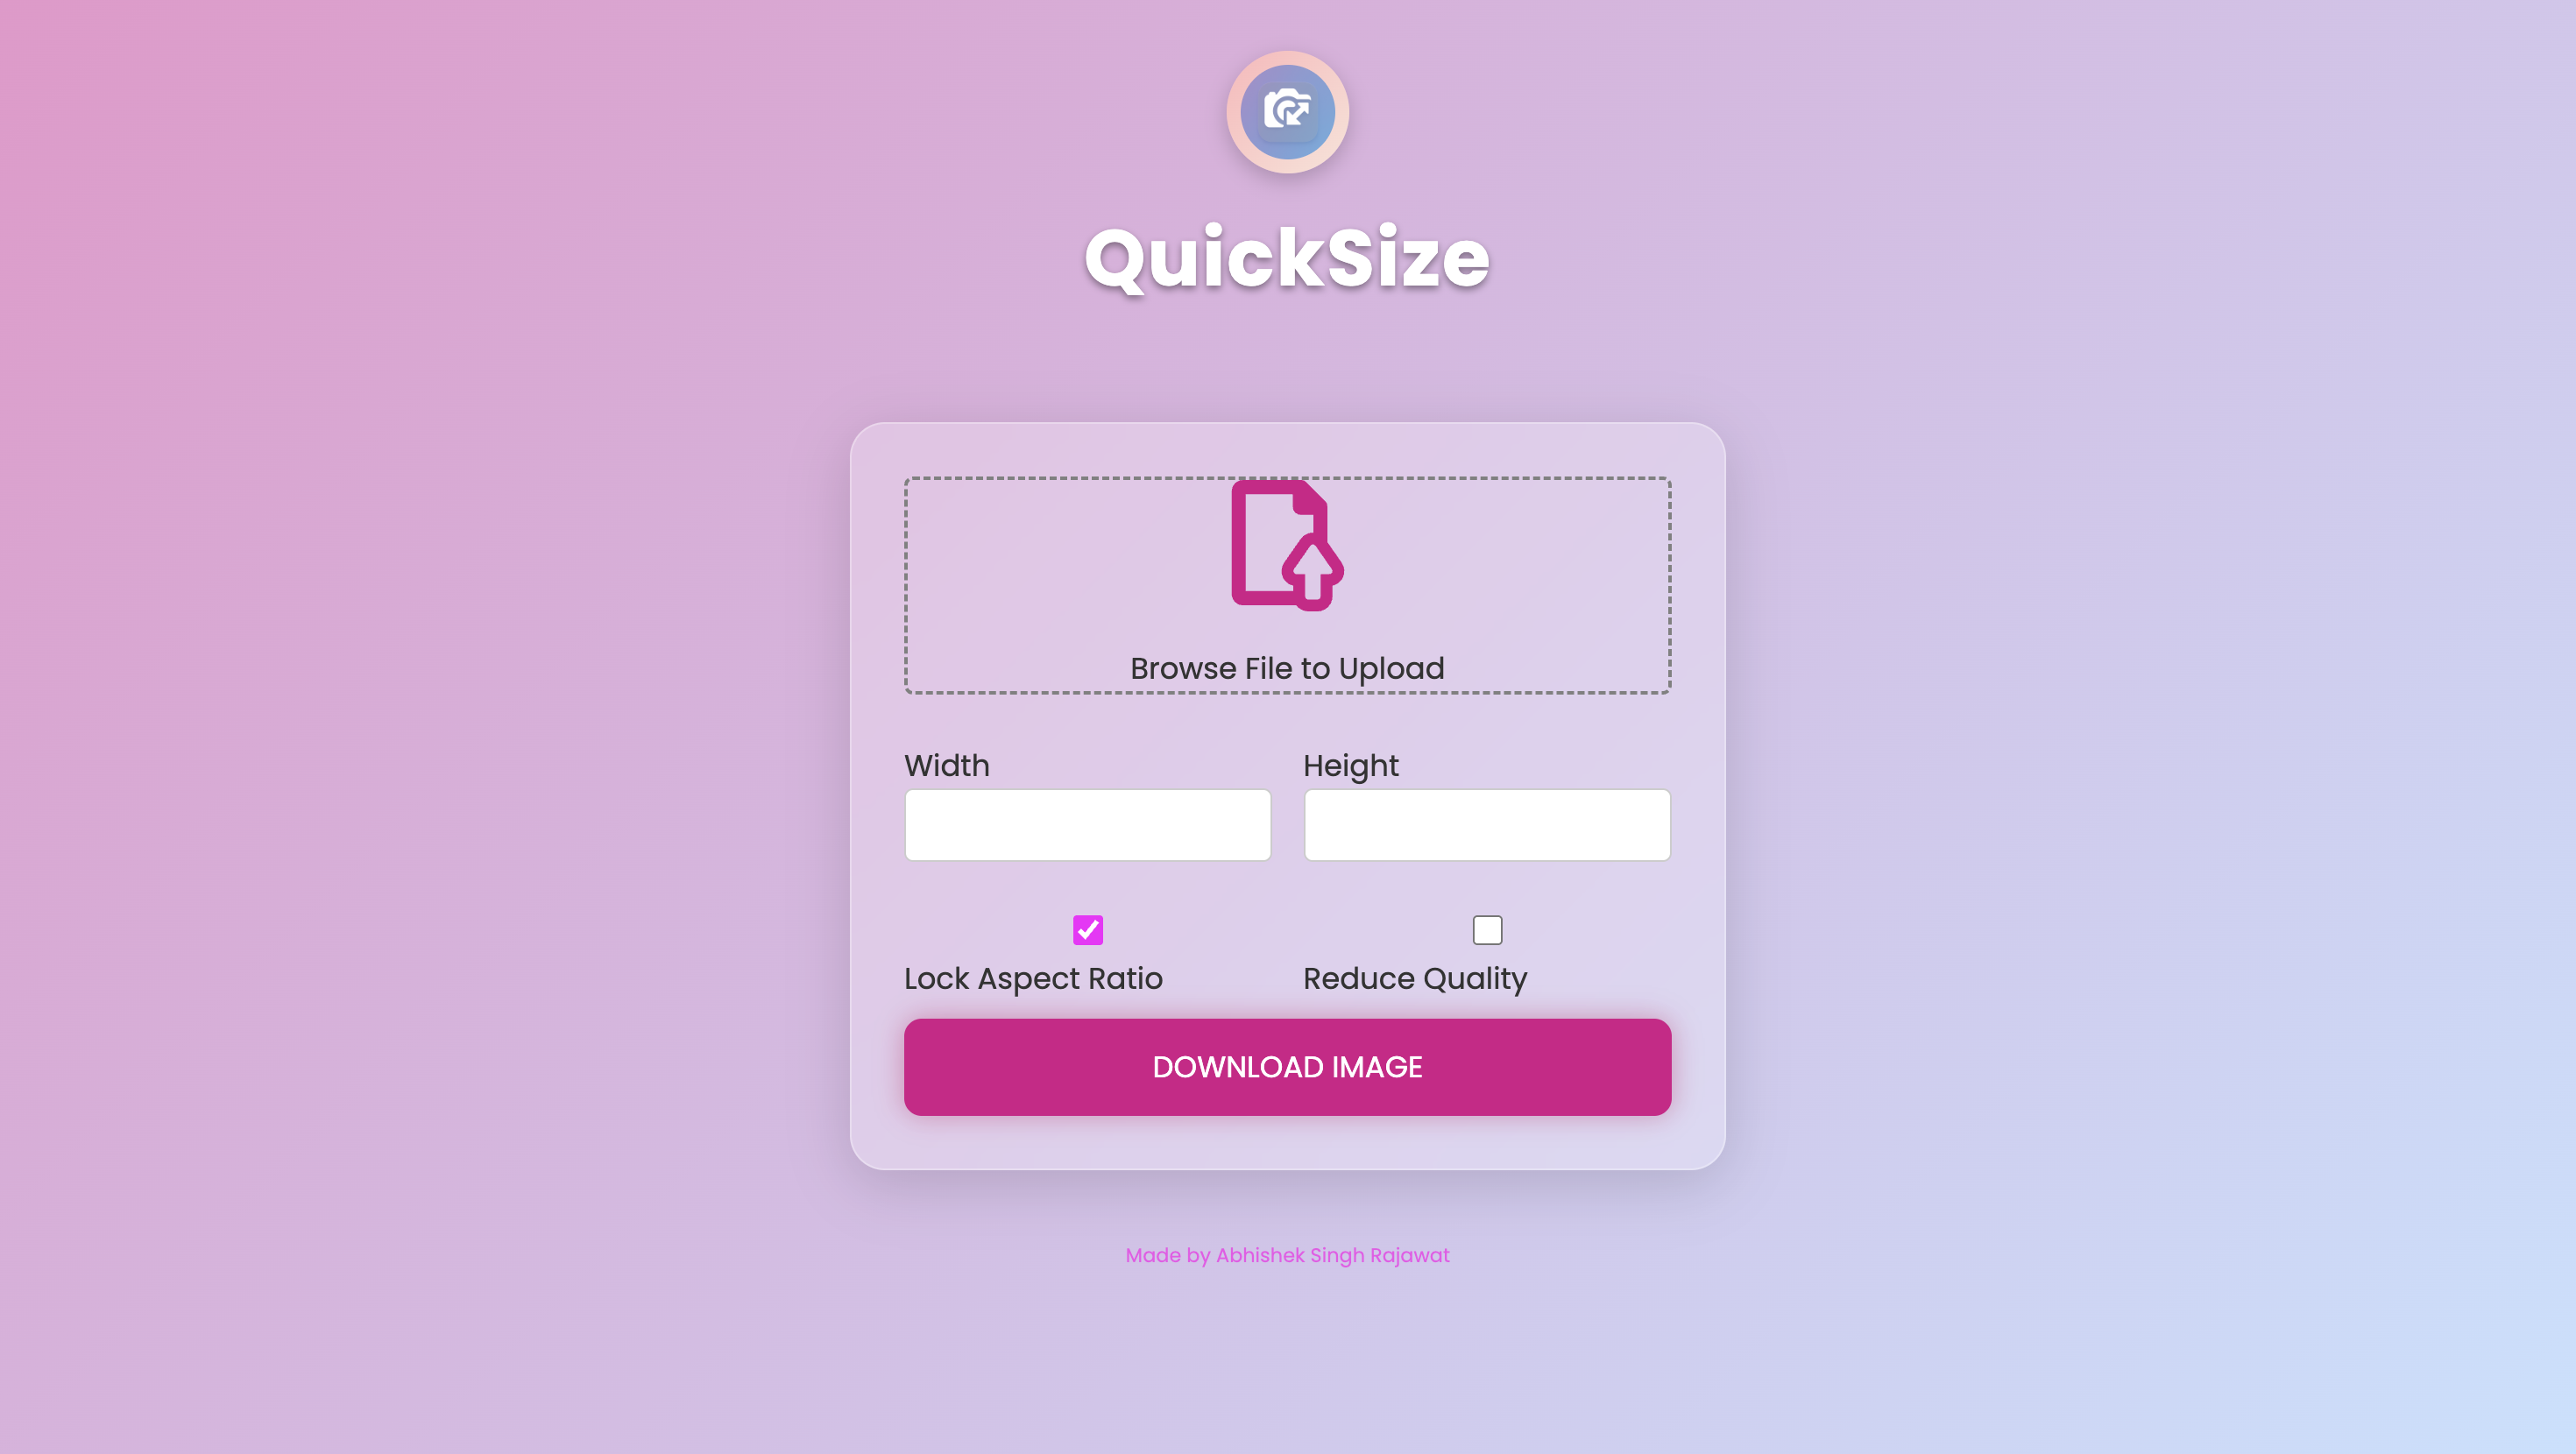 QuickSize
Browse File to Upload
Width Height
Lock Aspect Ratio Reduce Quality
DOWNLOAD IMAGE
Made by Abhishek Singh Rajawat